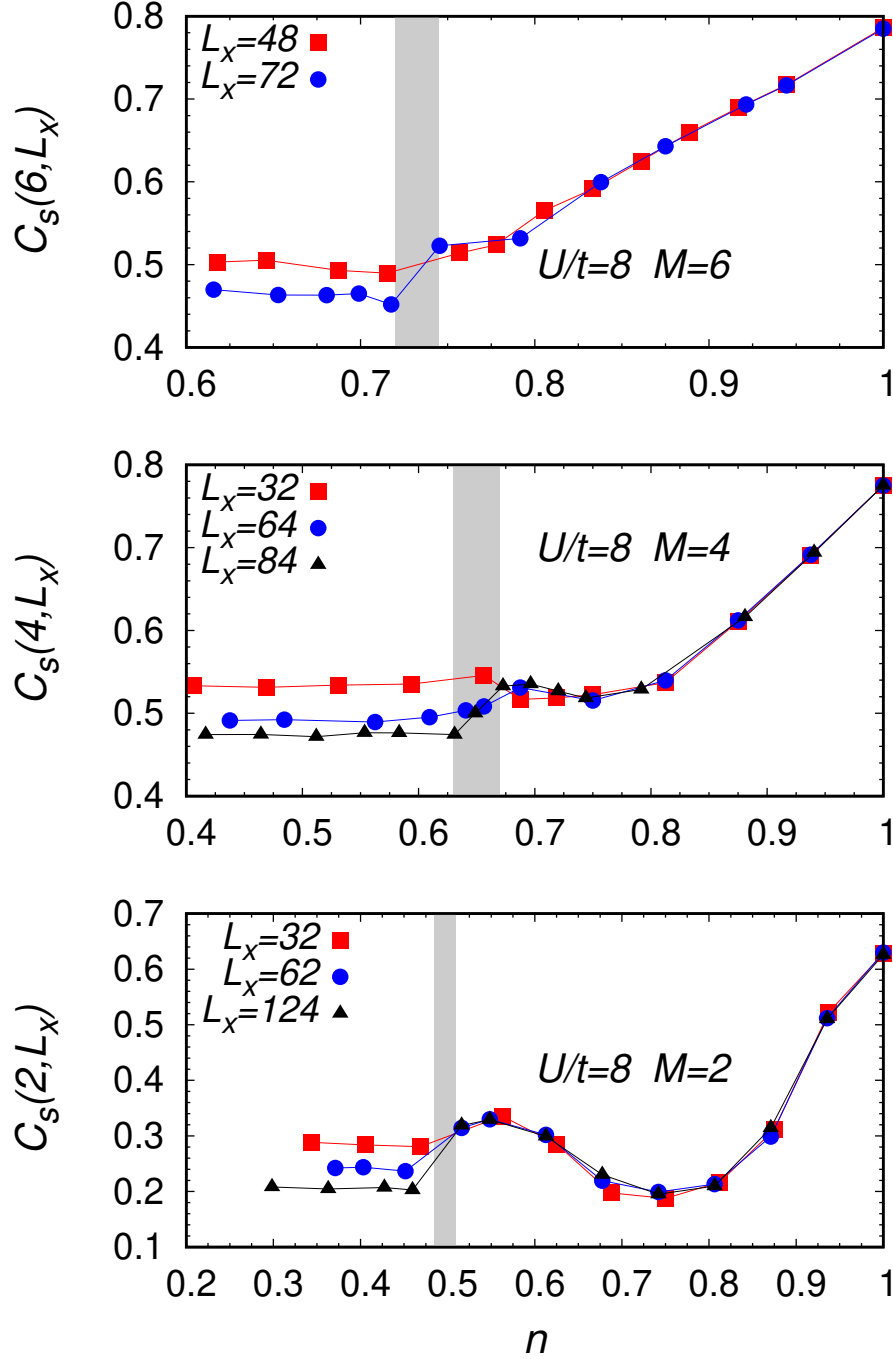 0.8
0.7
0.6
0.5
0.4
C_s(6,L_x)
L_x=48
L_x=72
U/t=8 M=6
0.6 0.7 0.8 0.9 1
0.8
0.7
0.6
0.5
0.4
C_s(4,L_x)
L_x=32
L_x=64
L_x=84
U/t=8 M=4
0.4 0.5 0.6 0.7 0.8 0.9 1
0.7
0.6
0.5
0.4
0.3
0.2
0.1
C_s(2,L_x)
L_x=32
L_x=62
L_x=124
U/t=8 M=2
0.2 0.3 0.4 0.5 0.6 0.7 0.8 0.9 1
n